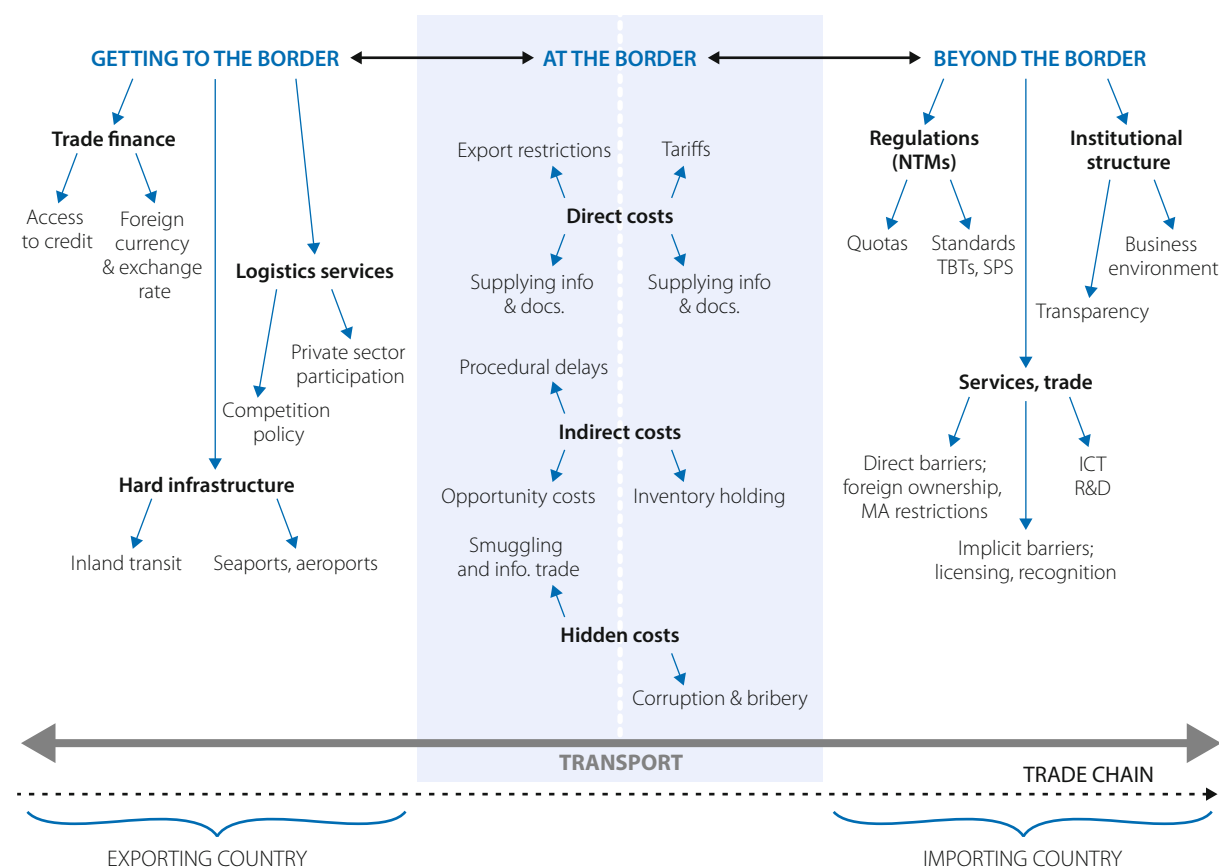 GETTING TO THE BORDER
AT THE BORDER
BEYOND THE BORDER
Trade finance
Access
to credit
Foreign
currency
& exchange
rate
Logistics services
Private sector
participation
Competition
policy
Hard infrastructure
Inland transit
Seaports, aeroports
Export restrictions
Tariffs
Direct costs
Supplying info
& docs.
Supplying info
& docs.
Procedural delays
Indirect costs
Opportunity costs
Inventory holding
Smuggling
and info. trade
Hidden costs
Corruption & bribery
Regulations
(NTMs)
Quotas
Standards
TBTs, SPS
Institutional
structure
Business
environment
Transparency
Services, trade
Direct barriers;
foreign ownership,
MA restrictions
ICT
R&D
Implicit barriers;
licensing, recognition
TRANSPORT
TRADE CHAIN
EXPORTING COUNTRY
IMPORTING COUNTRY